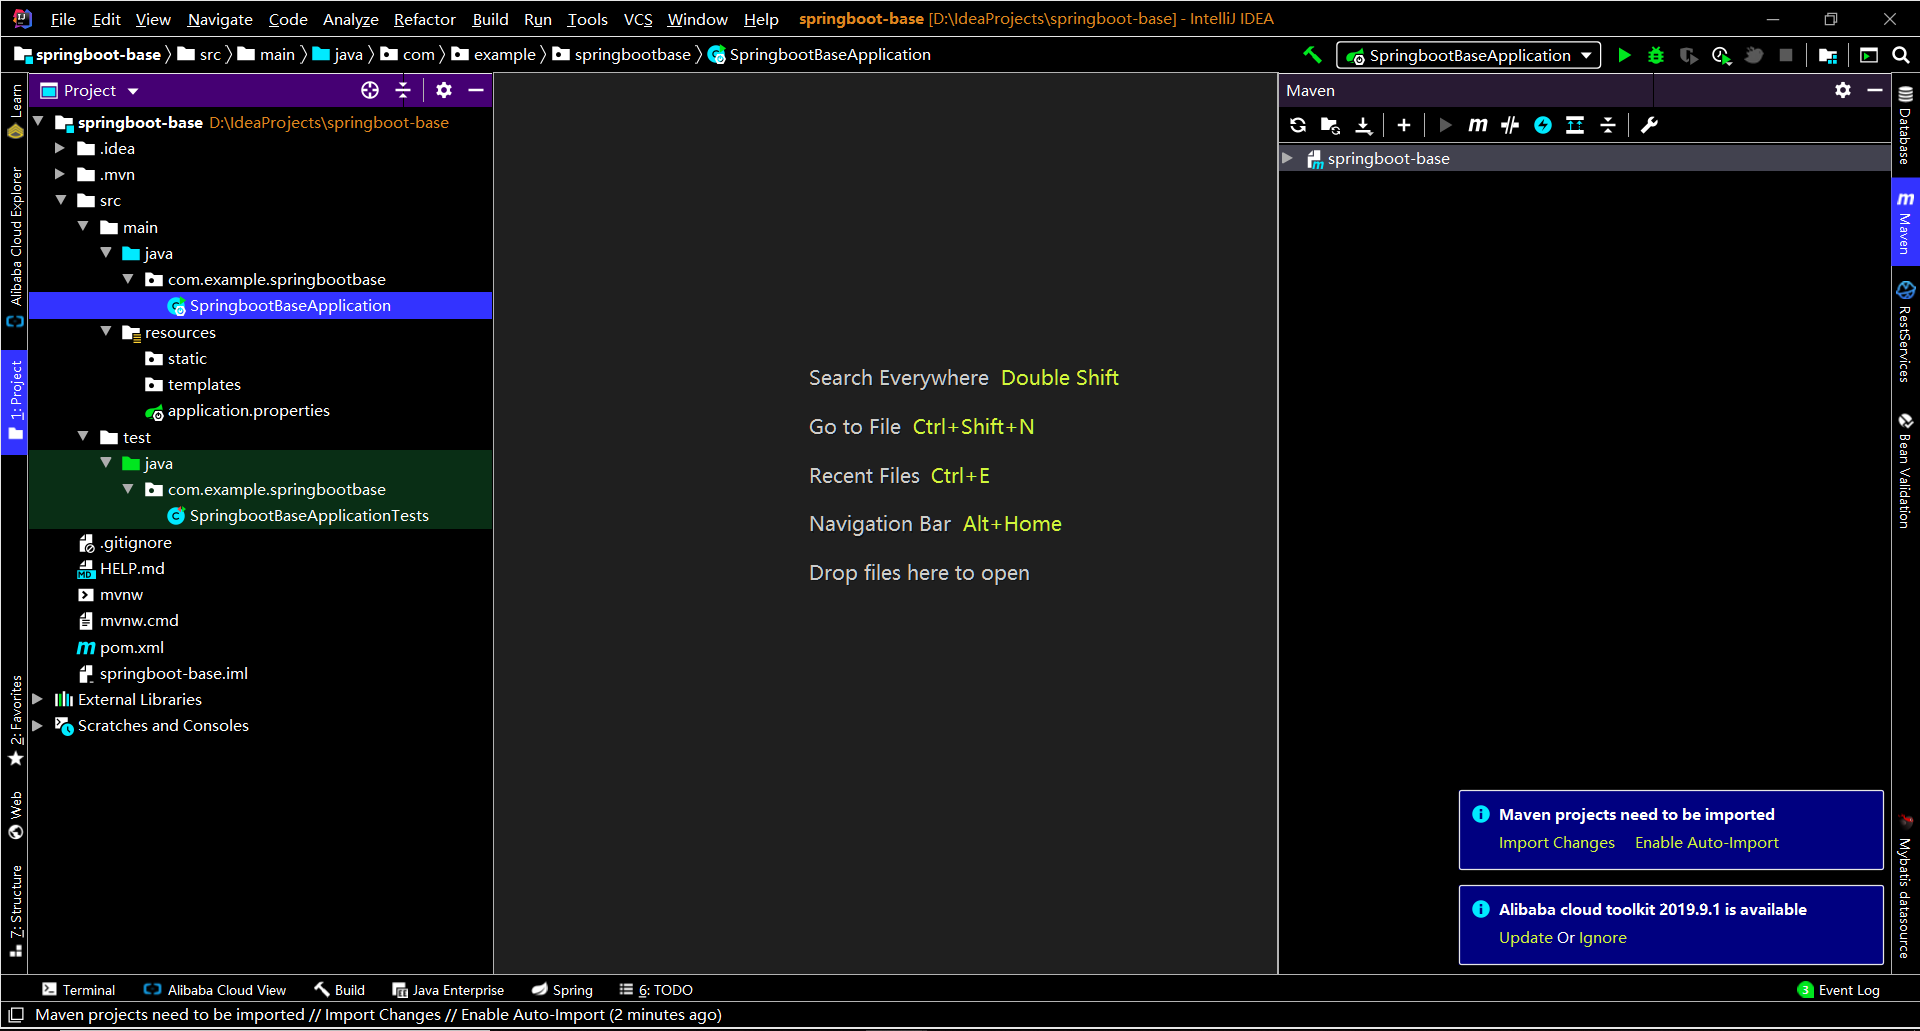 File Edit View Navigate Code Analyze Refactor Build Run Tools VCS Window Help springboot-base [D:\IdeaProjects\springboot-base] - IntelliJ IDEA
springboot-base src main java com example springbootbase SpringbootBaseApplication SpringbootBaseApplication
Learn
Alibaba Cloud Explorer
1: Project
2: Favorites
Web
7: Structure
Project
springboot-base D:\IdeaProjects\springboot-base
.idea
.mvn
src
main
java
com.example.springbootbase
SpringbootBaseApplication
resources
static
templates
application.properties
test
java
com.example.springbootbase
SpringbootBaseApplicationTests
.gitignore
HELP.md
mvnw
mvnw.cmd
pom.xml
springboot-base.iml
External Libraries
Scratches and Consoles
Search Everywhere Double Shift
Go to File Ctrl+Shift+N
Recent Files Ctrl+E
Navigation Bar Alt+Home
Drop files here to open
Maven
springboot-base
Maven projects need to be imported
Import Changes Enable Auto-Import
Alibaba cloud toolkit 2019.9.1 is available
Update Or Ignore
Database
Maven
RestServices
Bean Validation
Mybatis datasource
Terminal Alibaba Cloud View Build Java Enterprise Spring 6: TODO 3 Event Log
Maven projects need to be imported // Import Changes // Enable Auto-Import (2 minutes ago)